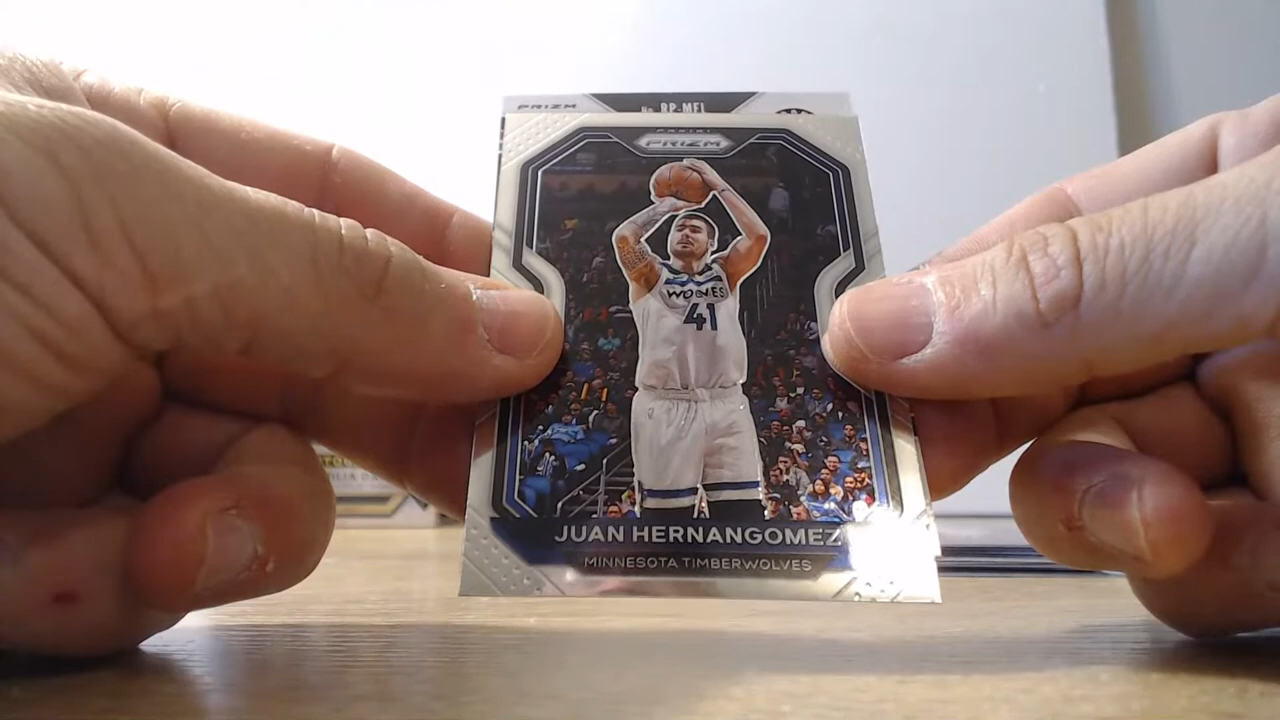 PRIZM
No. RP-MFL
PANINI
PRIZM
WOLVES
41
JUAN HERNANGOMEZ
MINNESOTA TIMBERWOLVES